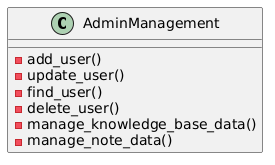 C AdminManagement
add_user()
update_user()
find_user()
delete_user()
manage_knowledge_base_data()
manage_note_data()